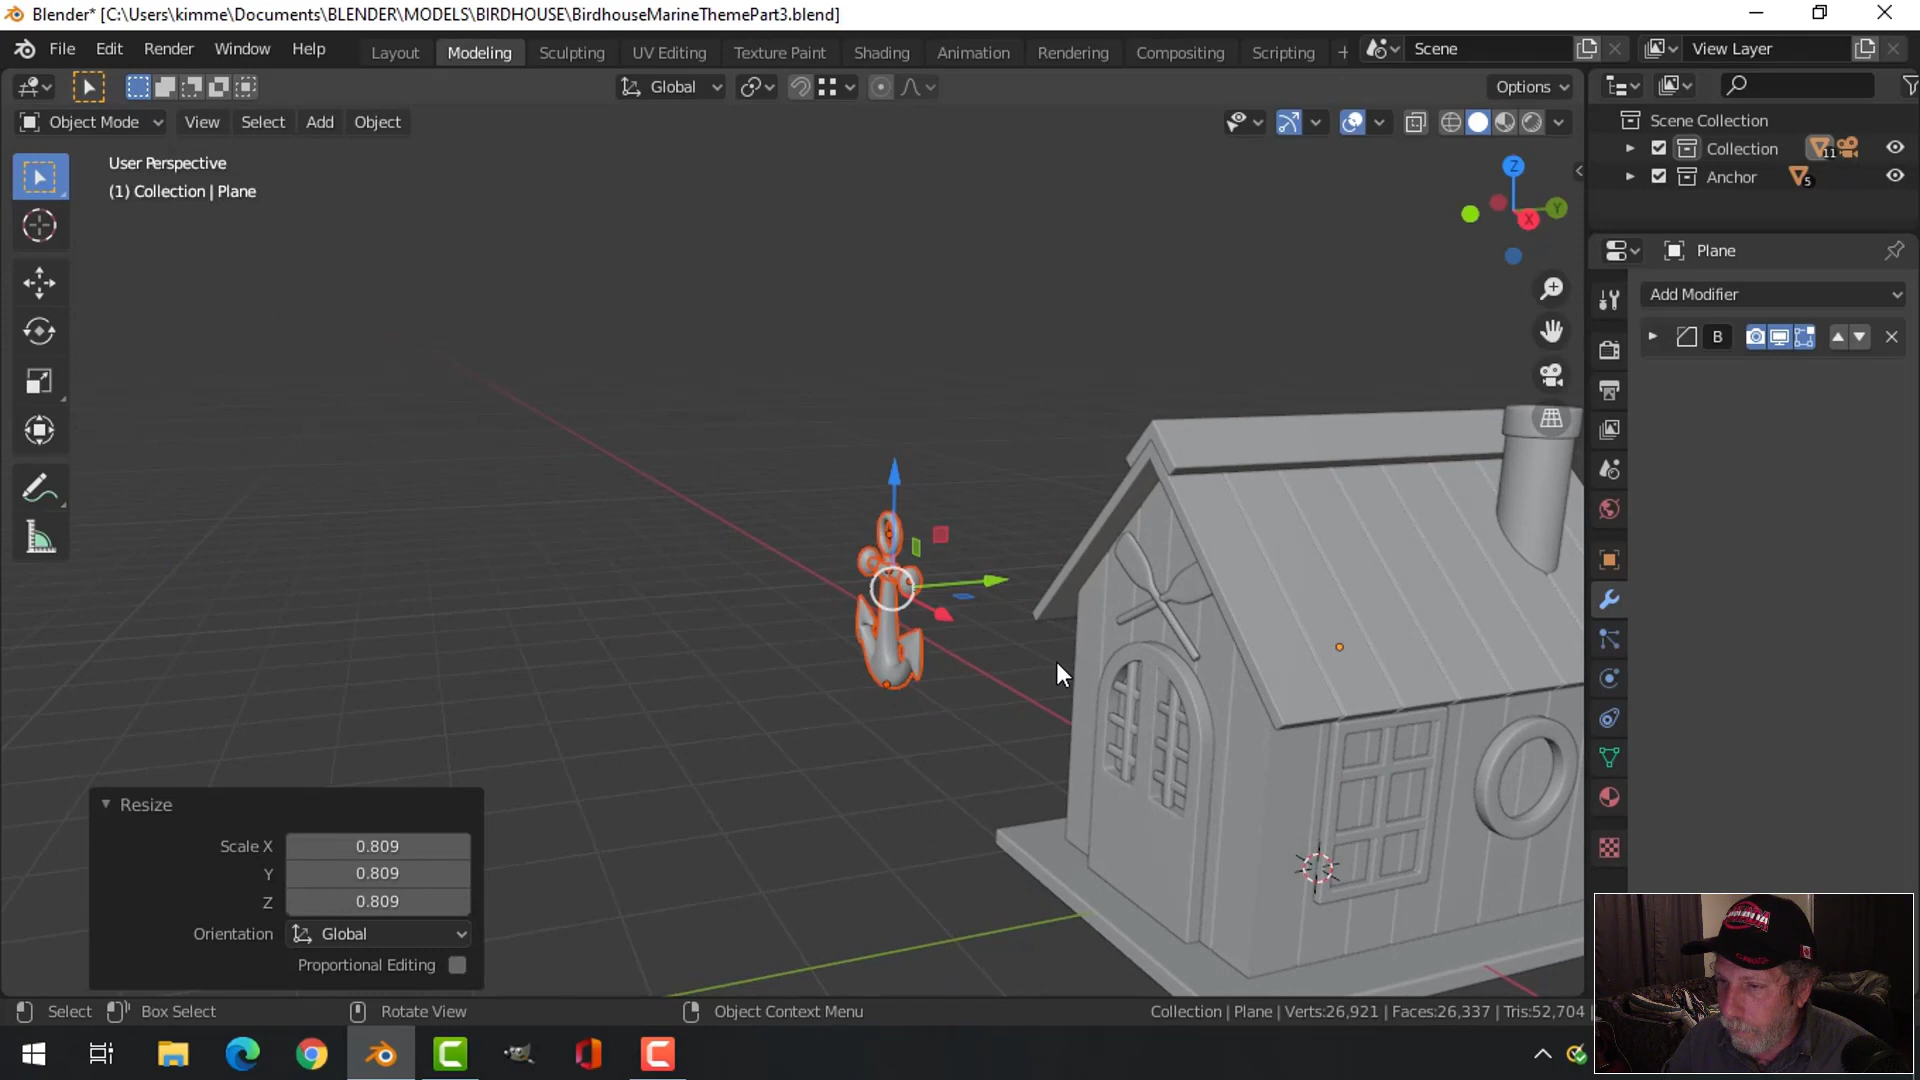 Blender* [C:\Users\kimme\Documents\BLENDER\MODELS\BIRDHOUSE\BirdhouseMarineThemePart3.blend]
File Edit Render Window Help Layout Modeling Sculpting UV Editing Texture Paint Shading Animation Rendering Compositing Scripting + Scene View Layer
Global Options
Object Mode View Select Add Object
User Perspective
(1) Collection | Plane
Z
Y
X
Scene Collection
Collection 11
Anchor 5
Plane
Add Modifier
B
Resize
Scale X 0.809
Y 0.809
Z 0.809
Orientation Global
Proportional Editing
Select Box Select Rotate View Object Context Menu Collection | Plane | Verts:26,921 | Faces:26,337 | Tris:52,704